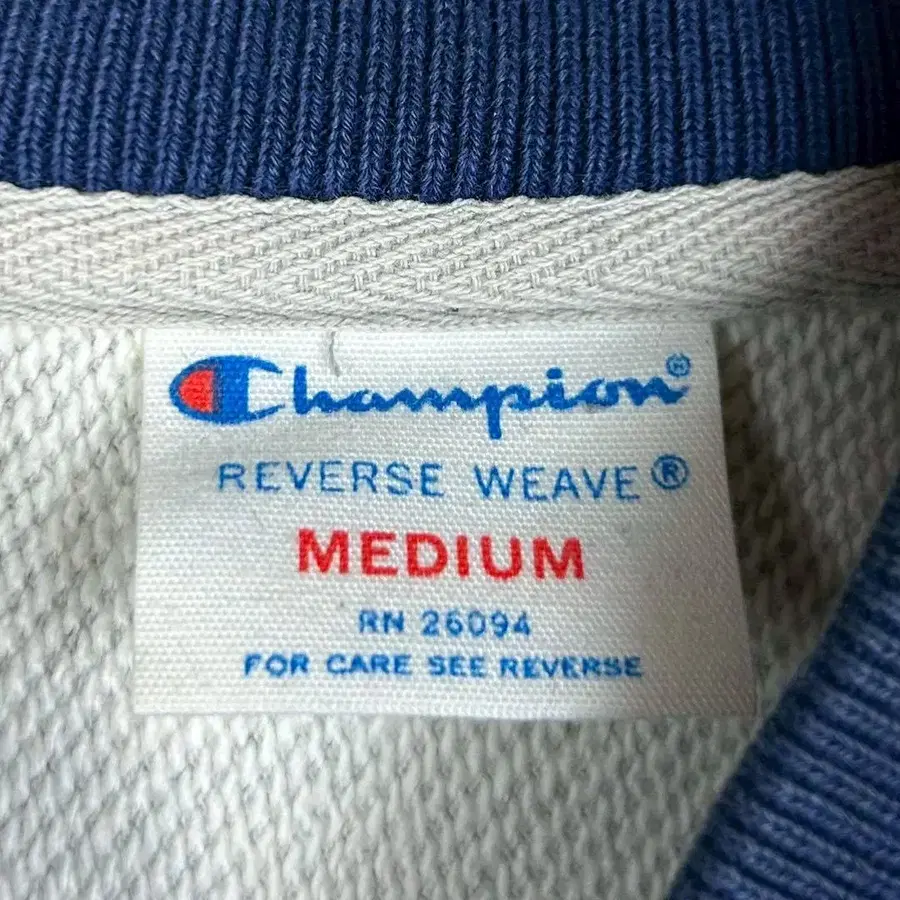 Champion®
REVERSE WEAVE®
MEDIUM
RN 26094
FOR CARE SEE REVERSE